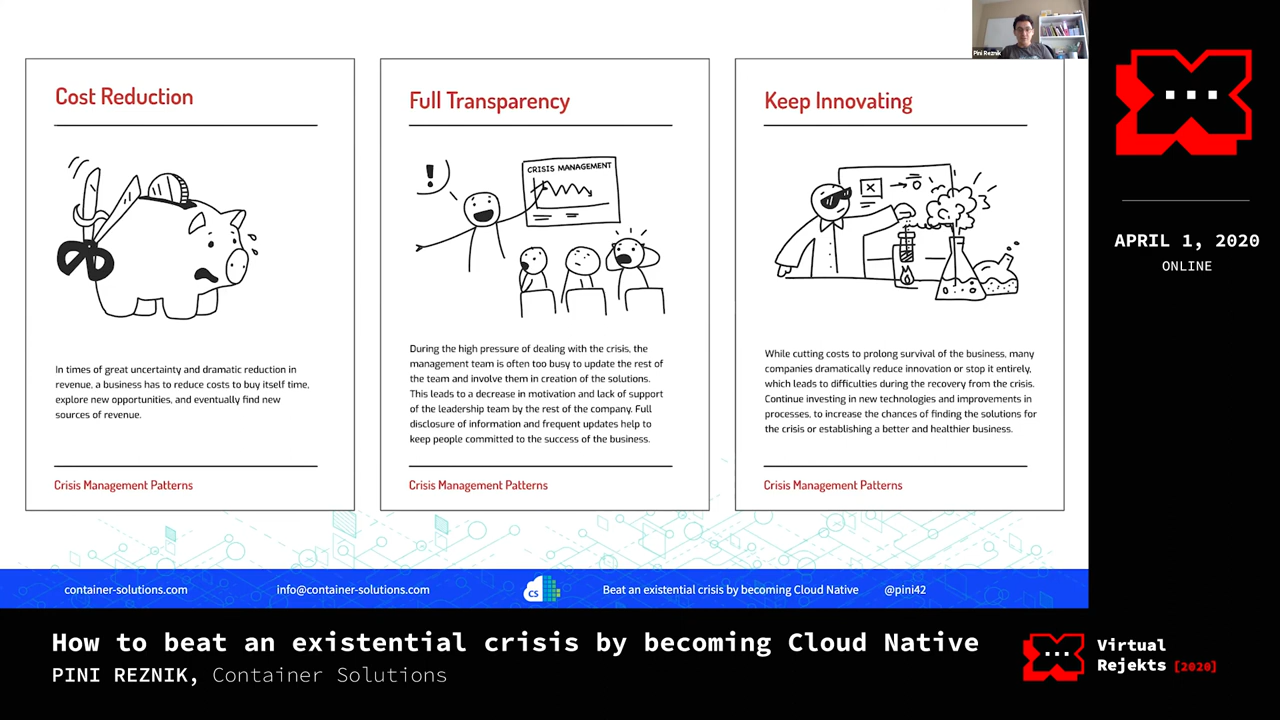 Pini Reznik
Cost Reduction
In times of great uncertainty and dramatic reduction in
revenue, a business has to reduce costs to buy itself time,
explore new opportunities, and eventually find new
sources of revenue.
Crisis Management Patterns
Full Transparency
!
CRISIS MANAGEMENT
During the high pressure of dealing with the crisis, the
management team is often too busy to update the rest of
the team and involve them in creation of the solutions.
This leads to a decrease in motivation and lack of support
of the leadership team by the rest of the company. Full
disclosure of information and frequent updates help to
keep people committed to the success of the business.
Crisis Management Patterns
Keep Innovating
While cutting costs to prolong survival of the business, many
companies dramatically reduce innovation or stop it entirely,
which leads to difficulties during the recovery from the crisis.
Continue investing in new technologies and improvements in
processes, to increase the chances of finding the solutions for
the crisis or establishing a better and healthier business.
Crisis Management Patterns
container-solutions.com
info@container-solutions.com
CS
Beat an existential crisis by becoming Cloud Native
@pini42
APRIL 1, 2020
ONLINE
How to beat an existential crisis by becoming Cloud Native
PINI REZNIK, Container Solutions
Virtual
Rejekts [2020]